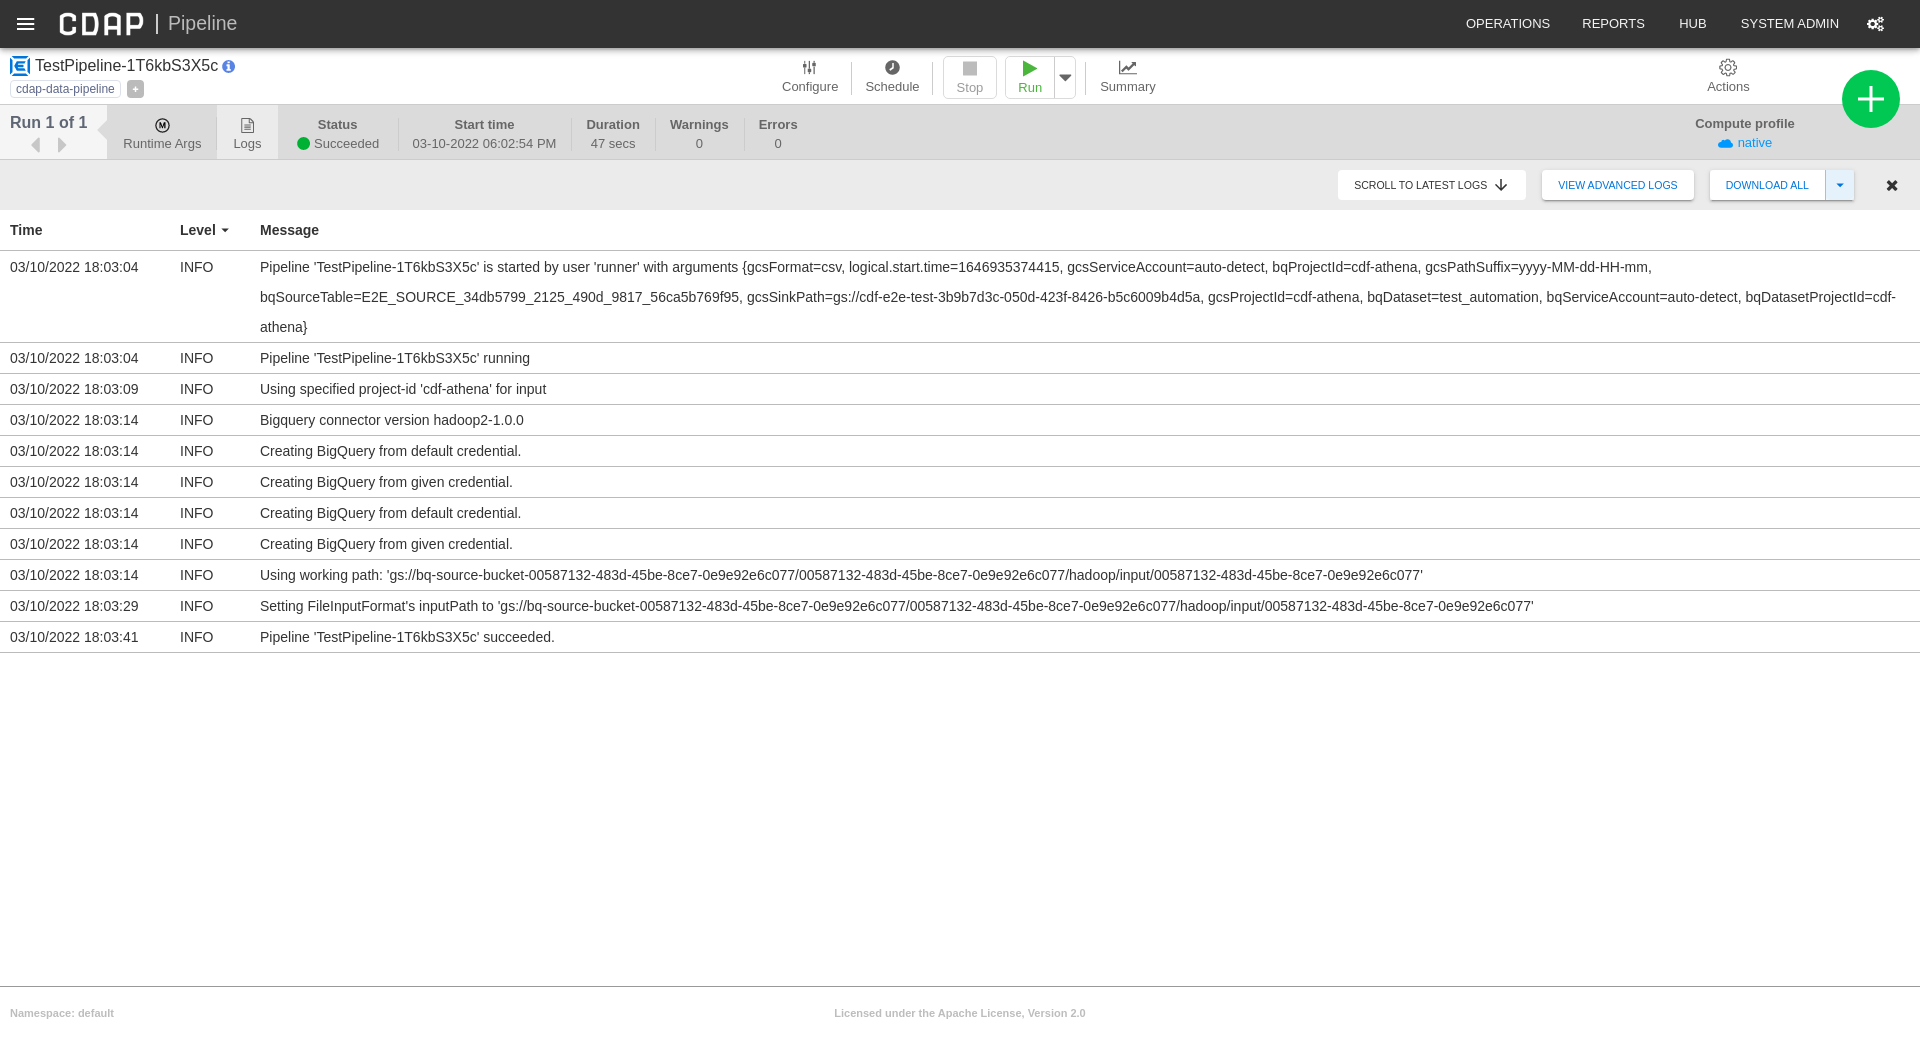 CDAP | Pipeline
OPERATIONS REPORTS HUB SYSTEM ADMIN
TestPipeline-1T6kbS3X5c
cdap-data-pipeline +
Configure Schedule Stop Run Summary Actions
Run 1 of 1
Runtime Args
Logs
Status
Succeeded
Start time
03-10-2022 06:02:54 PM
Duration
47 secs
Warnings
0
Errors
0
Compute profile
native
SCROLL TO LATEST LOGS VIEW ADVANCED LOGS DOWNLOAD ALL
Time Level Message
03/10/2022 18:03:04 INFO Pipeline 'TestPipeline-1T6kbS3X5c' is started by user 'runner' with arguments {gcsFormat=csv, logical.start.time=1646935374415, gcsServiceAccount=auto-detect, bqProjectId=cdf-athena, gcsPathSuffix=yyyy-MM-dd-HH-mm,
bqSourceTable=E2E_SOURCE_34db5799_2125_490d_9817_56ca5b769f95, gcsSinkPath=gs://cdf-e2e-test-3b9b7d3c-050d-423f-8426-b5c6009b4d5a, gcsProjectId=cdf-athena, bqDataset=test_automation, bqServiceAccount=auto-detect, bqDatasetProjectId=cdf-
athena}
03/10/2022 18:03:04 INFO Pipeline 'TestPipeline-1T6kbS3X5c' running
03/10/2022 18:03:09 INFO Using specified project-id 'cdf-athena' for input
03/10/2022 18:03:14 INFO Bigquery connector version hadoop2-1.0.0
03/10/2022 18:03:14 INFO Creating BigQuery from default credential.
03/10/2022 18:03:14 INFO Creating BigQuery from given credential.
03/10/2022 18:03:14 INFO Creating BigQuery from default credential.
03/10/2022 18:03:14 INFO Creating BigQuery from given credential.
03/10/2022 18:03:14 INFO Using working path: 'gs://bq-source-bucket-00587132-483d-45be-8ce7-0e9e92e6c077/00587132-483d-45be-8ce7-0e9e92e6c077/hadoop/input/00587132-483d-45be-8ce7-0e9e92e6c077'
03/10/2022 18:03:29 INFO Setting FileInputFormat's inputPath to 'gs://bq-source-bucket-00587132-483d-45be-8ce7-0e9e92e6c077/00587132-483d-45be-8ce7-0e9e92e6c077/hadoop/input/00587132-483d-45be-8ce7-0e9e92e6c077'
03/10/2022 18:03:41 INFO Pipeline 'TestPipeline-1T6kbS3X5c' succeeded.
Namespace: default Licensed under the Apache License, Version 2.0